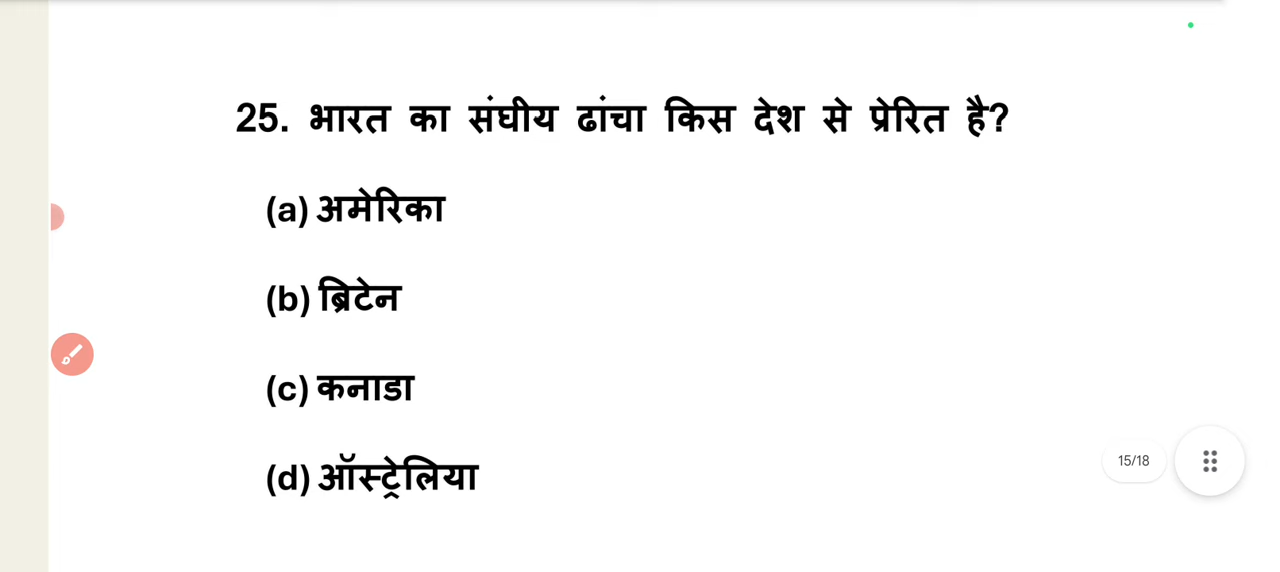 25. भारत का संघीय ढांचा किस देश से प्रेरित है?
(a) अमेरिका
(b) ब्रिटेन
(c) कनाडा
(d) ऑस्ट्रेलिया
15/18